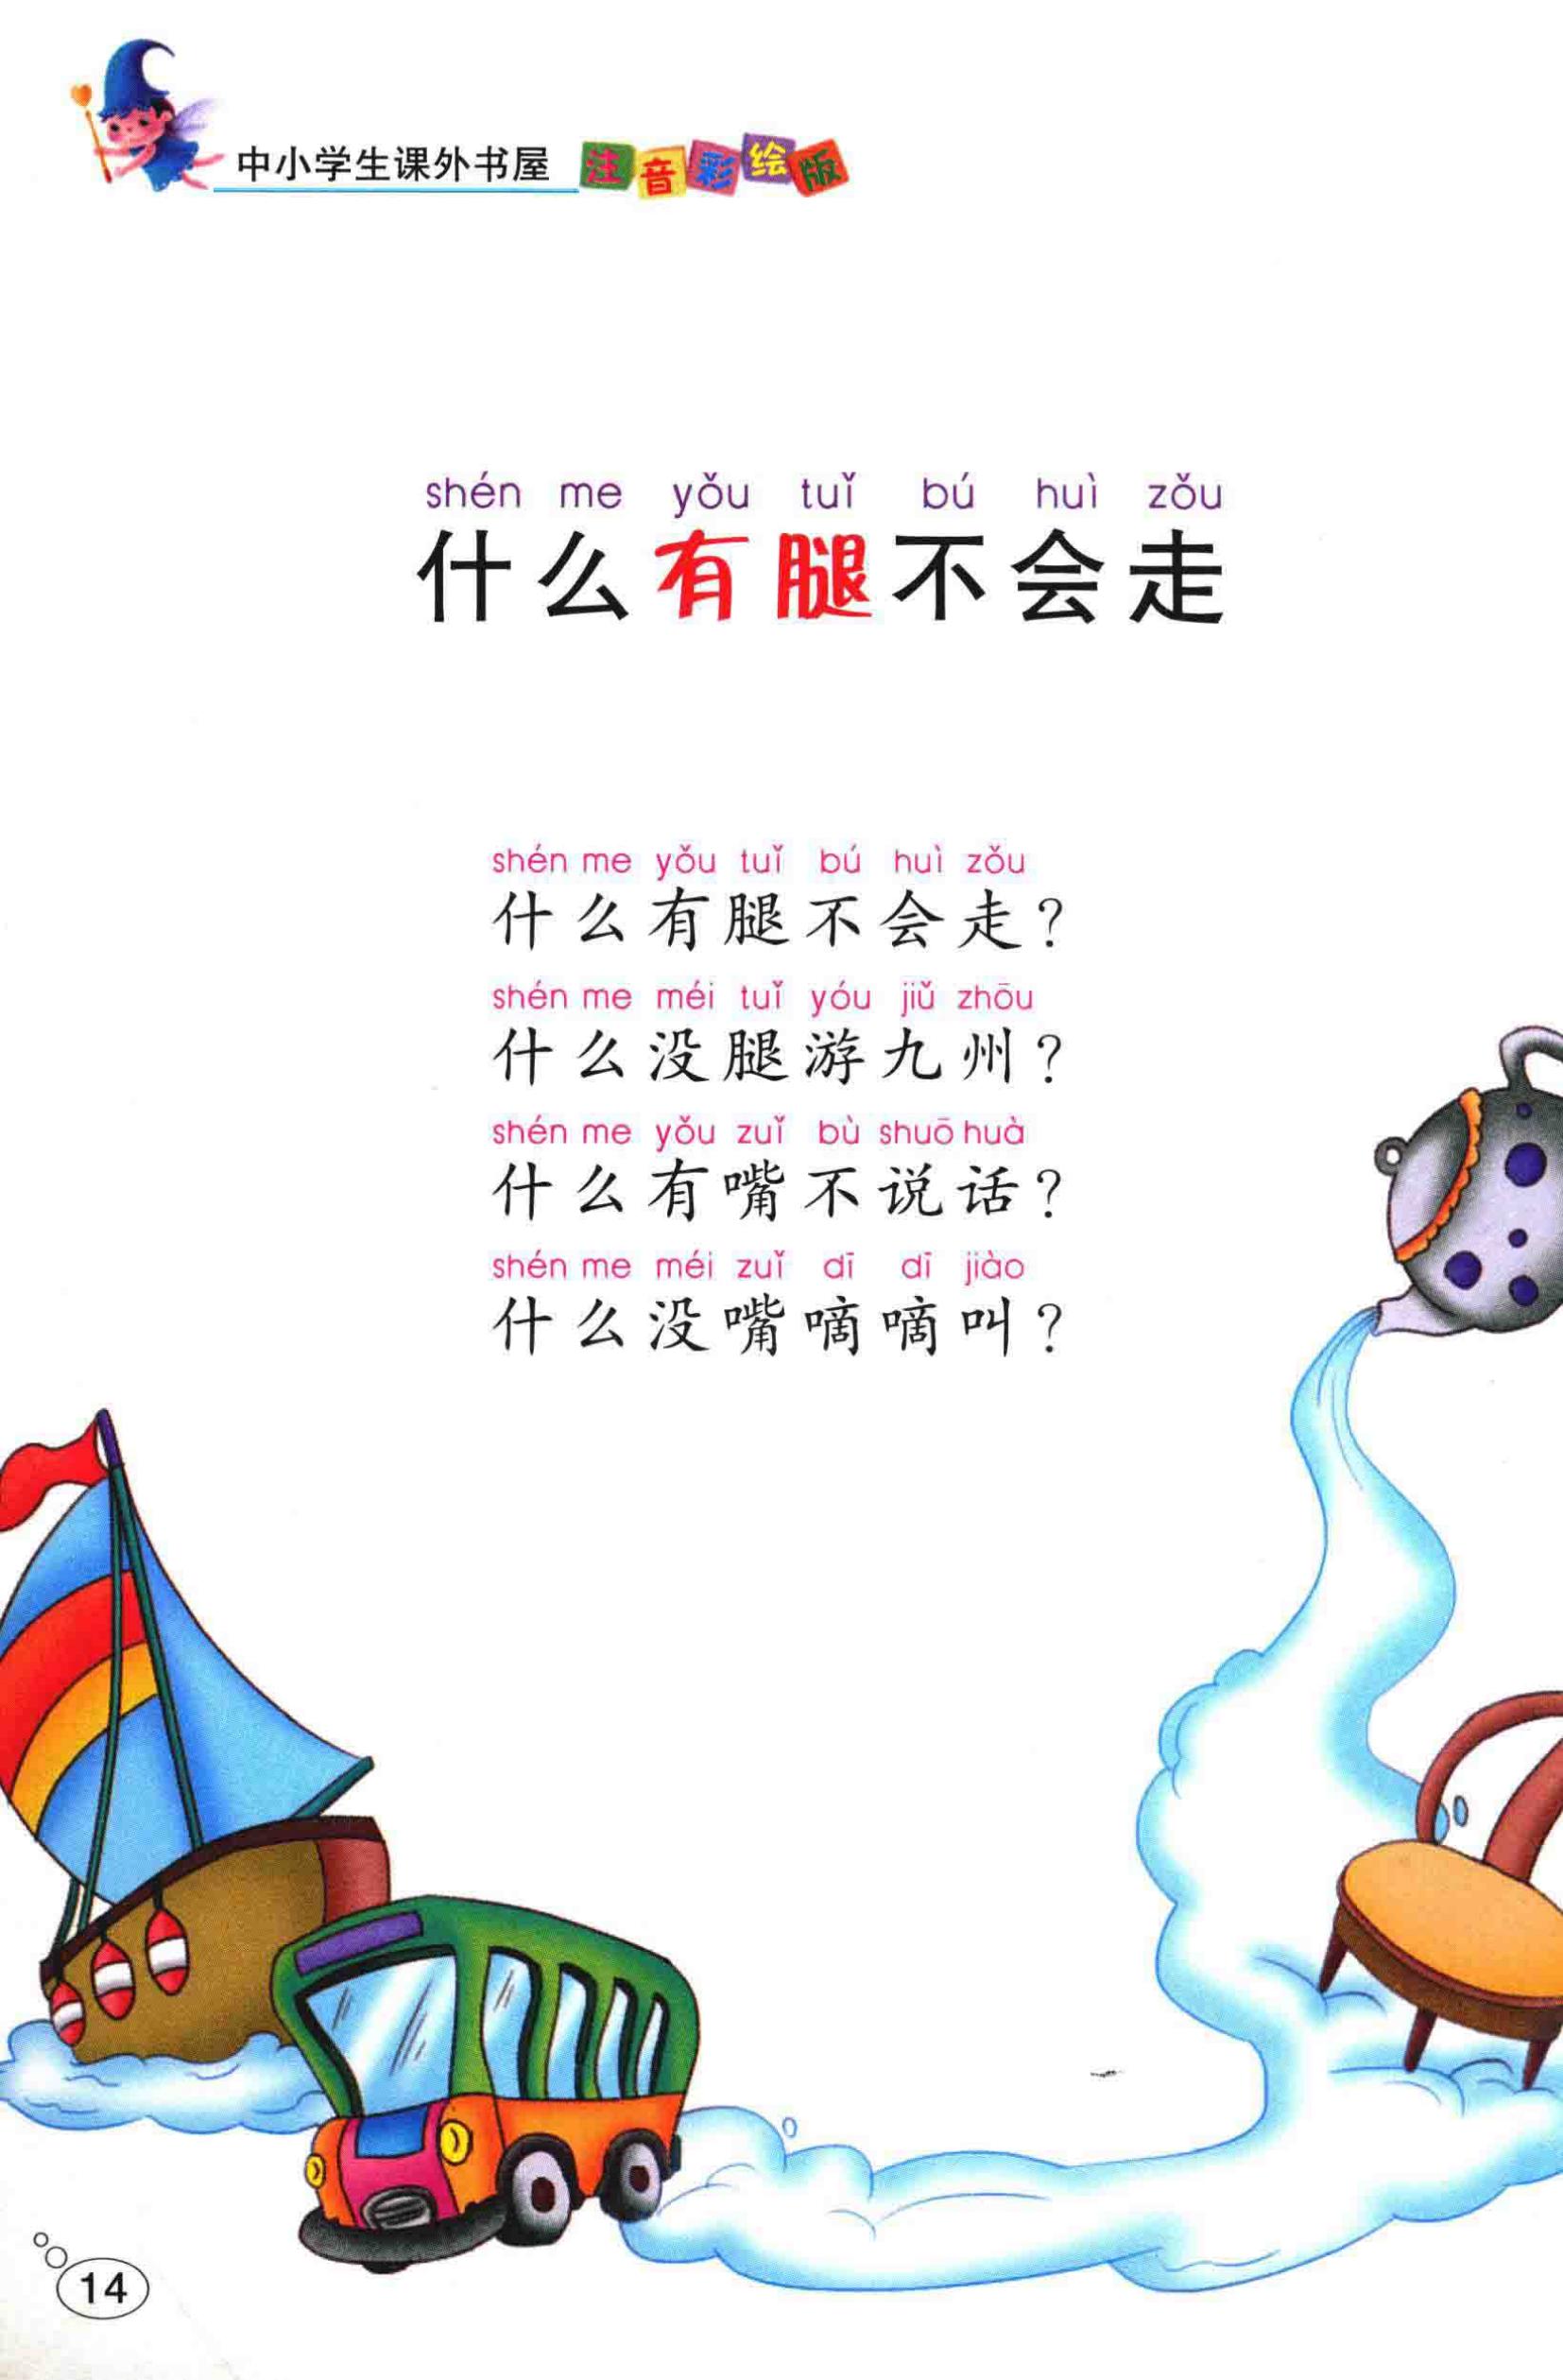 中小学生课外书屋 注音彩绘版
shén me yǒu tuǐ bú huì zǒu
什么有腿不会走
shén me yǒu tuǐ bú huì zǒu
什么有腿不会走？
shén me méi tuǐ yóu jiǔ zhōu
什么没腿游九州？
shén me yǒu zuǐ bù shuō huà
什么有嘴不说话？
shén me méi zuǐ dī dī jiào
什么没嘴嘀嘀叫？
14